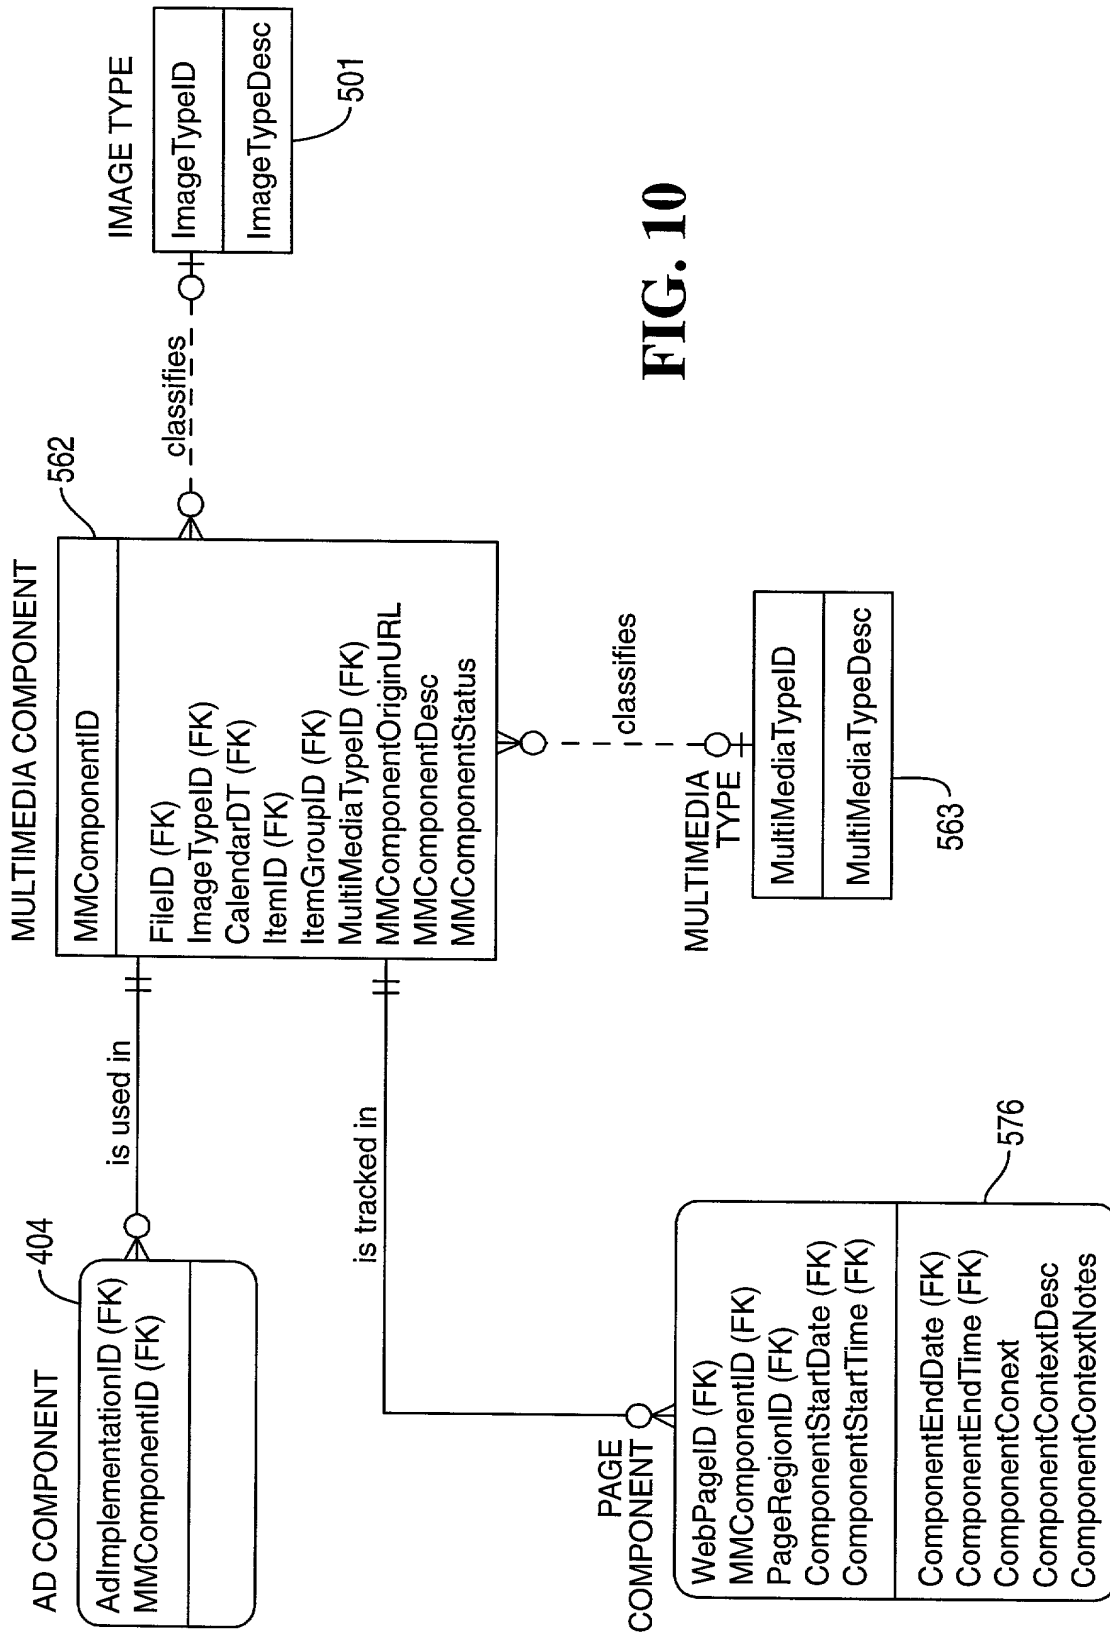 AD COMPONENT
404
AdImplementationID (FK)
MMComponentID (FK)
is used in
MULTIMEDIA COMPONENT
562
MMComponentID
FileID (FK)
ImageTypeID (FK)
CalendarDT (FK)
ItemID (FK)
ItemGroupID (FK)
MultiMediaTypeID (FK)
MMComponentOriginURL
MMComponentDesc
MMComponentStatus
classifies
IMAGE TYPE
ImageTypeID
ImageTypeDesc
501
is tracked in
PAGE
COMPONENT
WebPageID (FK)
MMComponentID (FK)
PageRegionID (FK)
ComponentStartDate (FK)
ComponentStartTime (FK)
ComponentEndDate (FK)
ComponentEndTime (FK)
ComponentConext
ComponentContextDesc
ComponentContextNotes
576
classifies
MULTIMEDIA
TYPE
MultiMediaTypeID
MultiMediaTypeDesc
563
FIG. 10